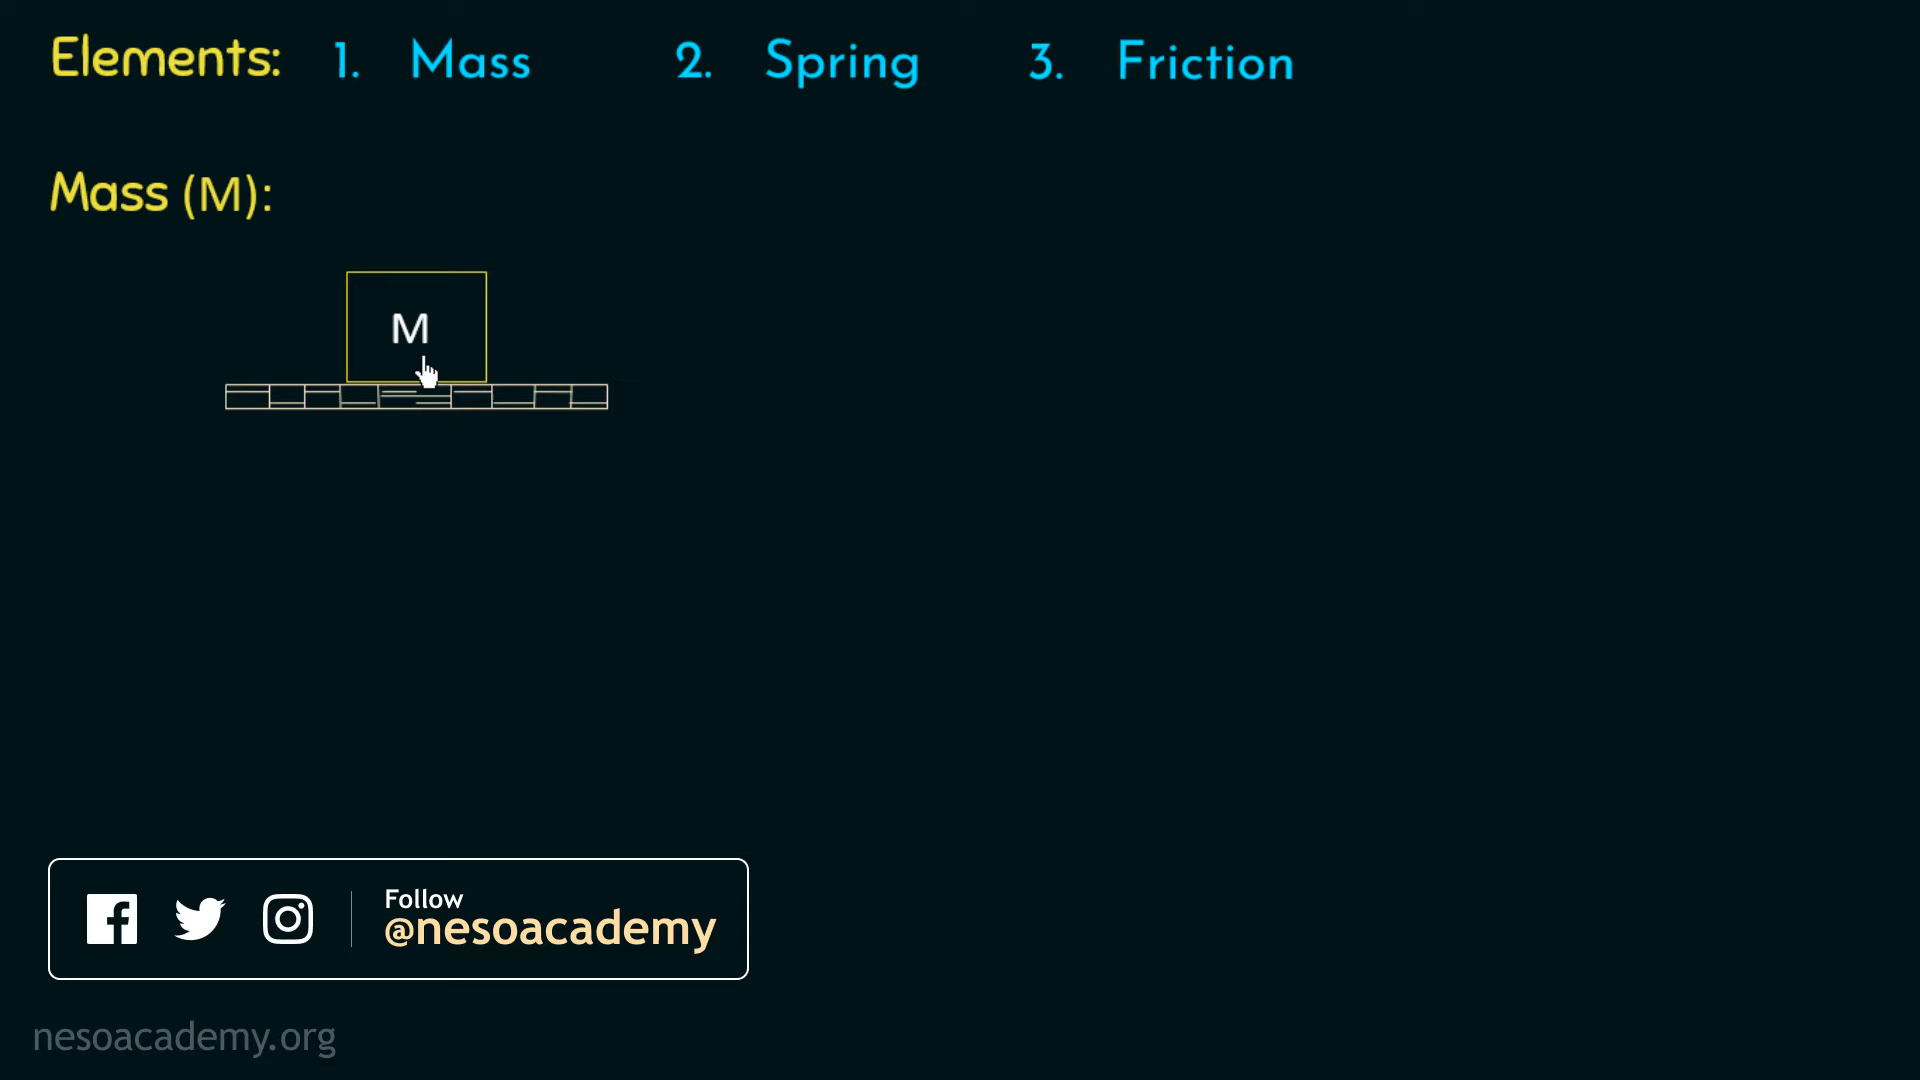 Elements: 1. Mass 2. Spring 3. Friction
Mass (M):
M
Follow
@nesoacademy
nesoacademy.org